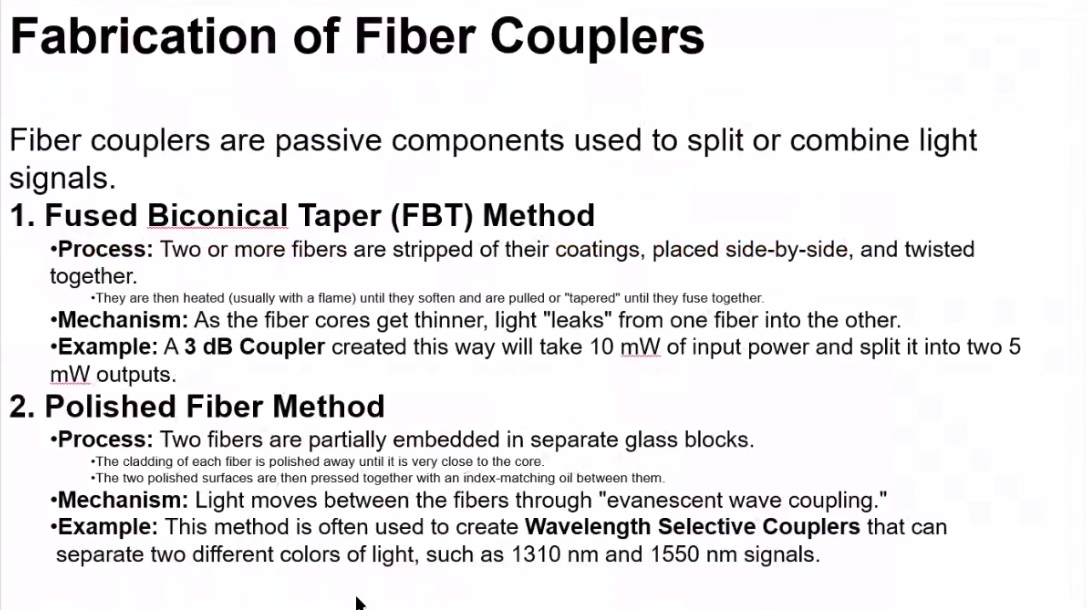 Fabrication of Fiber Couplers
Fiber couplers are passive components used to split or combine light
signals.
1. Fused Biconical Taper (FBT) Method
•Process: Two or more fibers are stripped of their coatings, placed side-by-side, and twisted
together.
•They are then heated (usually with a flame) until they soften and are pulled or "tapered" until they fuse together.
•Mechanism: As the fiber cores get thinner, light "leaks" from one fiber into the other.
•Example: A 3 dB Coupler created this way will take 10 mW of input power and split it into two 5
mW outputs.
2. Polished Fiber Method
•Process: Two fibers are partially embedded in separate glass blocks.
•The cladding of each fiber is polished away until it is very close to the core.
•The two polished surfaces are then pressed together with an index-matching oil between them.
•Mechanism: Light moves between the fibers through "evanescent wave coupling."
•Example: This method is often used to create Wavelength Selective Couplers that can
separate two different colors of light, such as 1310 nm and 1550 nm signals.